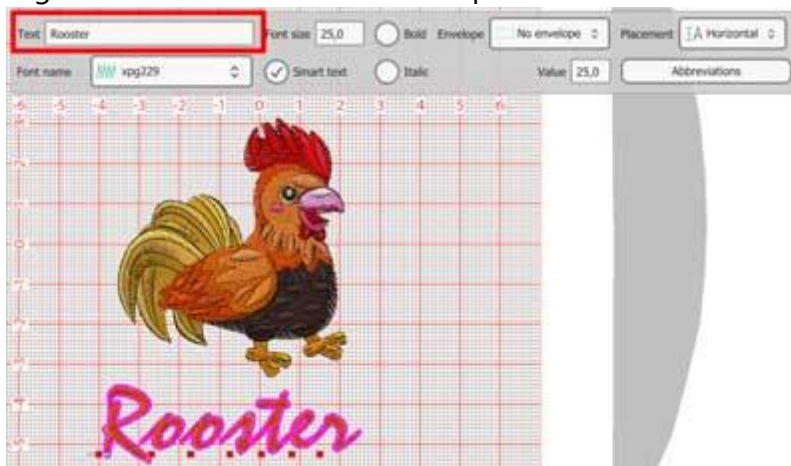 Text Rooster Font size 25,0 Bold Envelope No envelope Placement Horizontal
Font name xpg229 Smart text Italic Value 25,0 Abbreviations
-6 -5 -4 -3 -2 -1 0 1 2 3 4 5 6
Rooster